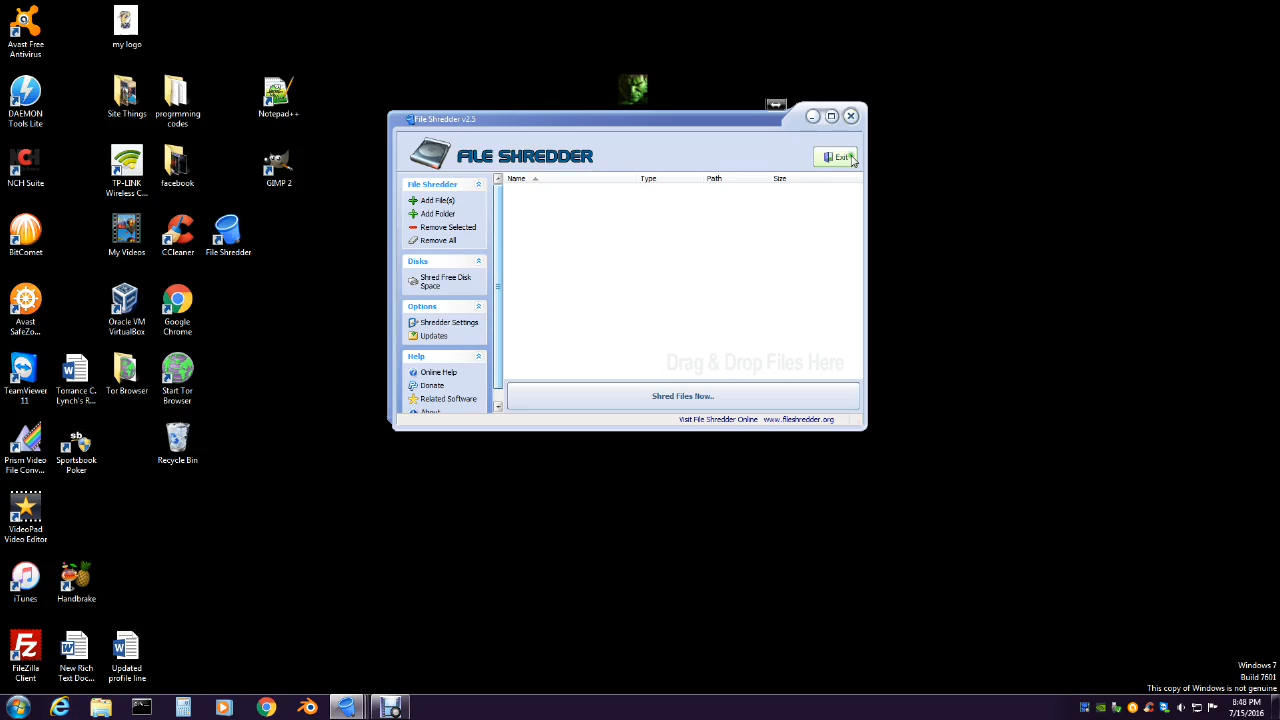 Avast Free
Antivirus
my logo
DAEMON
Tools Lite
Site Things
progrmming
codes
Notepad++
NCH Suite
TP-LINK
Wireless C...
facebook
GIMP 2
BitComet
My Videos
CCleaner
File Shredder
Avast
SafeZo...
Oracle VM
VirtualBox
Google
Chrome
TeamViewer
11
Torrance C.
Lynch's R...
Tor Browser
Start Tor
Browser
Prism Video
File Conv...
sb
Sportsbook
Poker
Recycle Bin
VideoPad
Video Editor
iTunes
Handbrake
FileZilla
Client
New Rich
Text Doc...
Updated
profile line
File Shredder v2.5
FILE SHREDDER
Exit
File Shredder
Add File(s)
Add Folder
Remove Selected
Remove All
Disks
Shred Free Disk
Space
Options
Shredder Settings
Updates
Help
Online Help
Donate
Related Software
About
Name
Type
Path
Size
Drag & Drop Files Here
Shred Files Now..
Visit File Shredder Online www.fileshredder.org
Windows 7
Build 7601
This copy of Windows is not genuine
8:48 PM
7/15/2016